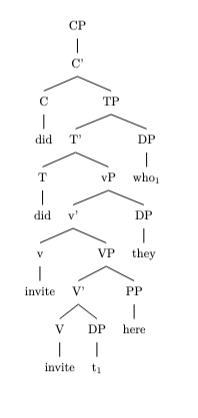 CP
C'
C TP
did T' DP
T vP who₁
did v' DP
v VP they
invite V' PP
V DP here
invite t₁